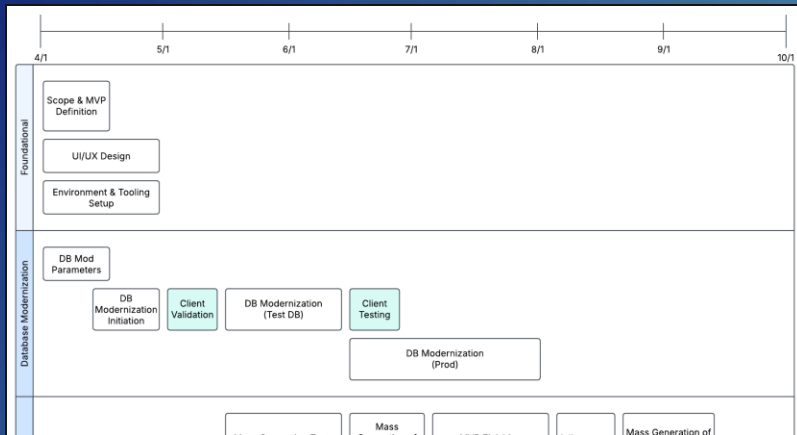 4/1
5/1
6/1
7/1
8/1
9/1
10/1
Foundational
Scope & MVP
Definition
UI/UX Design
Environment & Tooling
Setup
Database Modernization
DB Mod
Parameters
DB
Modernization
Initiation
Client
Validation
DB Modernization
(Test DB)
Client
Testing
DB Modernization
(Prod)
Mass
Mass Generation of